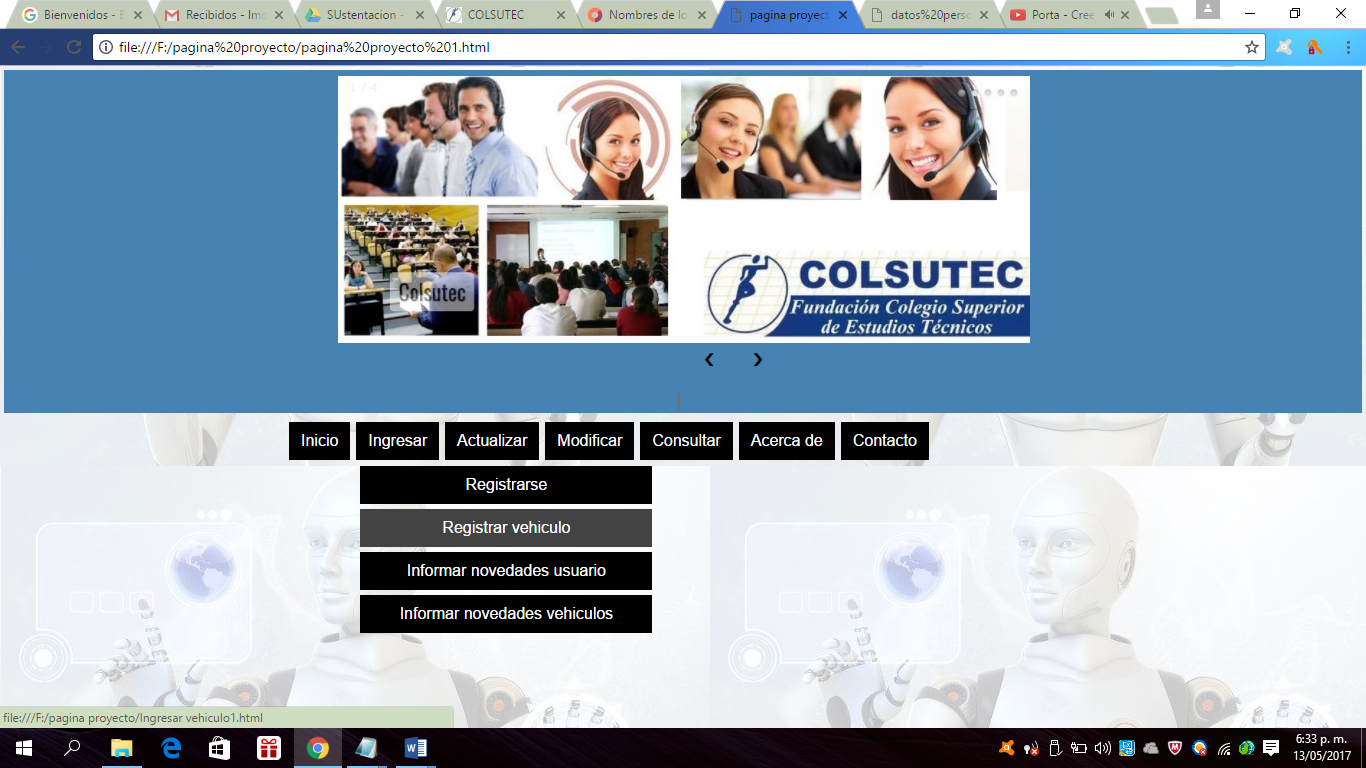 Bienvenidos - E
Recibidos - Imc
SUstentacion -
COLSUTEC
Nombres de lo
pagina proyect
datos%20perso
Porta - Cree
file:///F:/pagina%20proyecto/pagina%20proyecto%201.html
1 / 4
Colsutec
COLSUTEC
Fundación Colegio Superior
de Estudios Técnicos
‹ ›
Inicio
Ingresar
Actualizar
Modificar
Consultar
Acerca de
Contacto
Registrarse
Registrar vehiculo
Informar novedades usuario
Informar novedades vehiculos
file:///F:/pagina proyecto/Ingresar vehiculo1.html
6:33 p. m.
13/05/2017